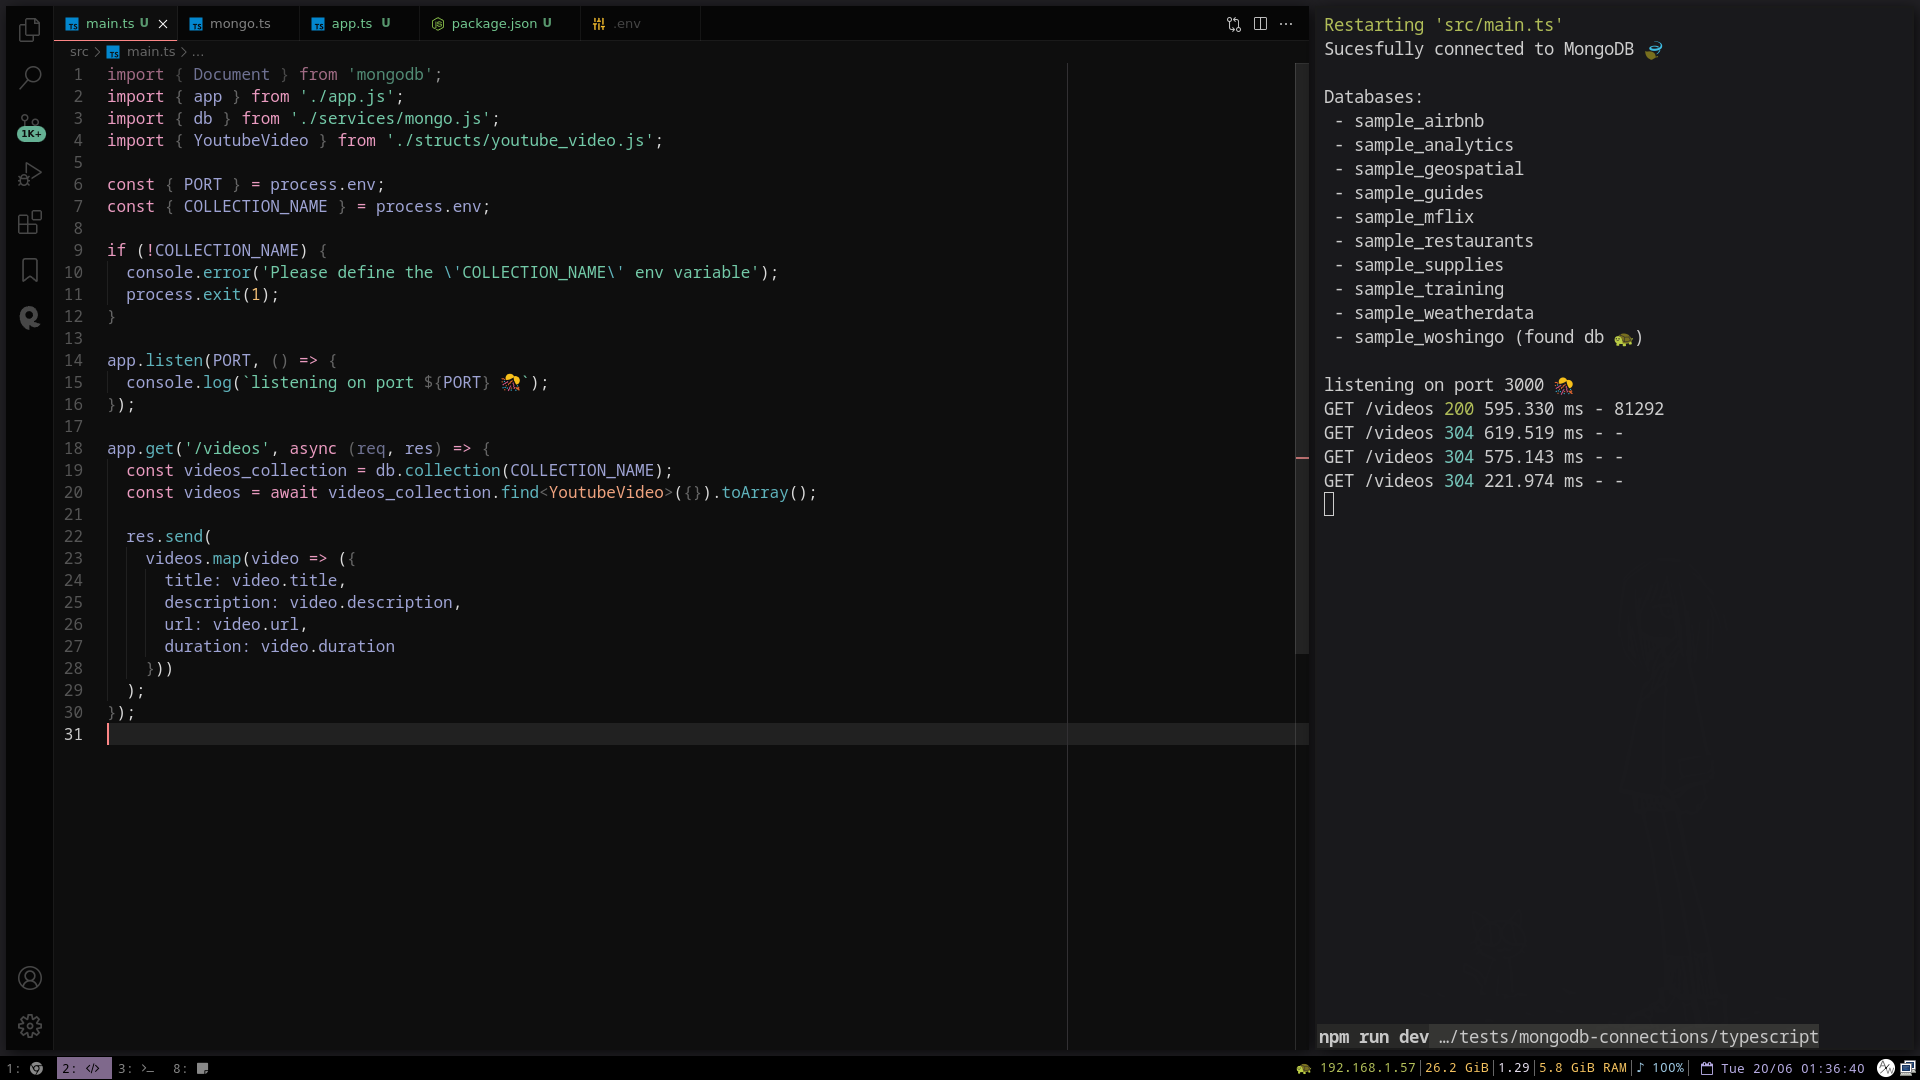 main.ts U
mongo.ts
app.ts U
package.json U
.env
src > main.ts > ...
1K+
1 import { Document } from 'mongodb';
2 import { app } from './app.js';
3 import { db } from './services/mongo.js';
4 import { YoutubeVideo } from './structs/youtube_video.js';
5
6 const { PORT } = process.env;
7 const { COLLECTION_NAME } = process.env;
8
9 if (!COLLECTION_NAME) {
10   console.error('Please define the \'COLLECTION_NAME\' env variable');
11   process.exit(1);
12 }
13
14 app.listen(PORT, () => {
15   console.log(`listening on port ${PORT} 🎊`);
16 });
17
18 app.get('/videos', async (req, res) => {
19   const videos_collection = db.collection(COLLECTION_NAME);
20   const videos = await videos_collection.find<YoutubeVideo>({}).toArray();
21
22   res.send(
23     videos.map(video => ({
24       title: video.title,
25       description: video.description,
26       url: video.url,
27       duration: video.duration
28     }))
29   );
30 });
31
Restarting 'src/main.ts'
Sucesfully connected to MongoDB
Databases:
- sample_airbnb
- sample_analytics
- sample_geospatial
- sample_guides
- sample_mflix
- sample_restaurants
- sample_supplies
- sample_training
- sample_weatherdata
- sample_woshingo (found db 🐢)
listening on port 3000 🎊
GET /videos 200 595.330 ms - 81292
GET /videos 304 619.519 ms - -
GET /videos 304 575.143 ms - -
GET /videos 304 221.974 ms - -
npm run dev …/tests/mongodb-connections/typescript
1: 2: </> 3: 8:
🐢 192.168.1.57|26.2 GiB|1.29|5.8 GiB RAM|♪ 100%| Tue 20/06 01:36:40